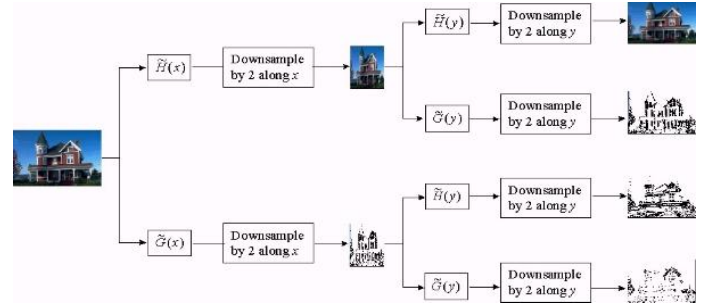 H̃(y)
Downsample
by 2 along y
H̃(x)
Downsample
by 2 along x
G̃(y)
Downsample
by 2 along y
H̃(y)
Downsample
by 2 along y
G̃(x)
Downsample
by 2 along x
G̃(y)
Downsample
by 2 along y